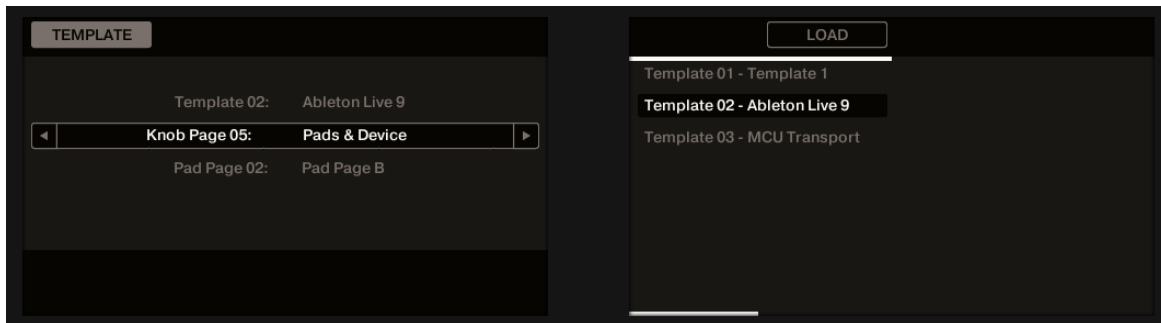 TEMPLATE
Template 02: Ableton Live 9
Knob Page 05: Pads & Device
Pad Page 02: Pad Page B
LOAD
Template 01 - Template 1
Template 02 - Ableton Live 9
Template 03 - MCU Transport